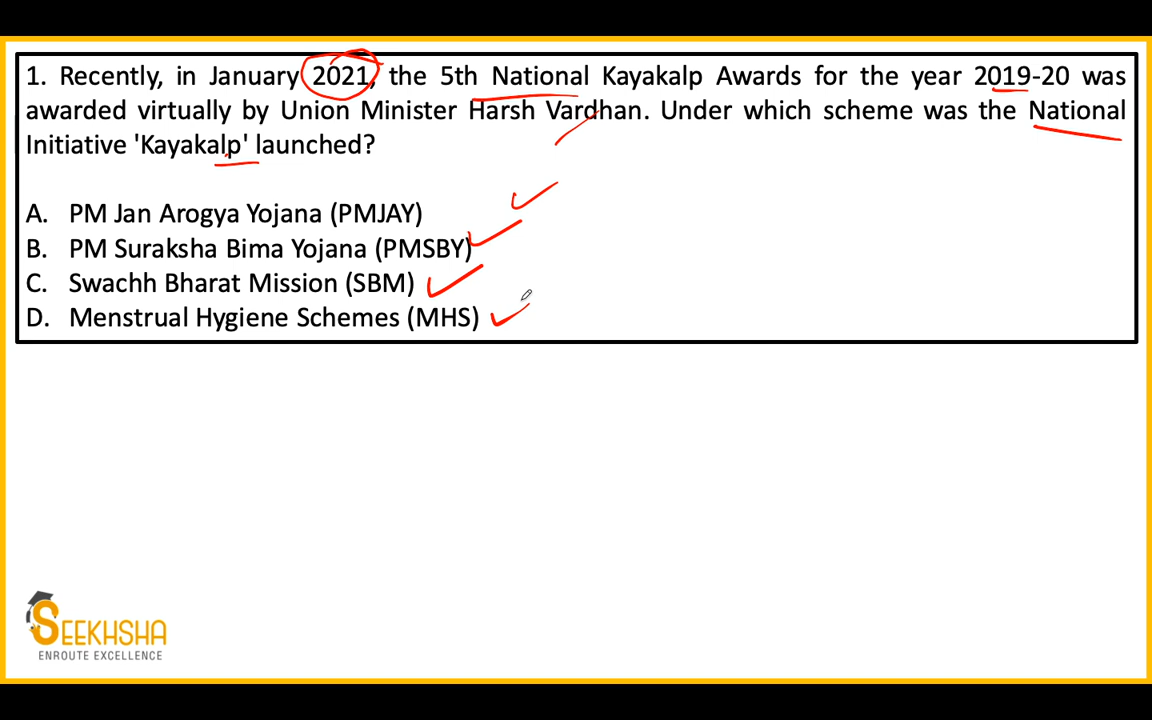 1. Recently, in January 2021, the 5th National Kayakalp Awards for the year 2019-20 was
awarded virtually by Union Minister Harsh Vardhan. Under which scheme was the National
Initiative 'Kayakalp' launched?
A. PM Jan Arogya Yojana (PMJAY)
B. PM Suraksha Bima Yojana (PMSBY)
C. Swachh Bharat Mission (SBM)
D. Menstrual Hygiene Schemes (MHS)
SEEKHSHA
ENROUTE EXCELLENCE